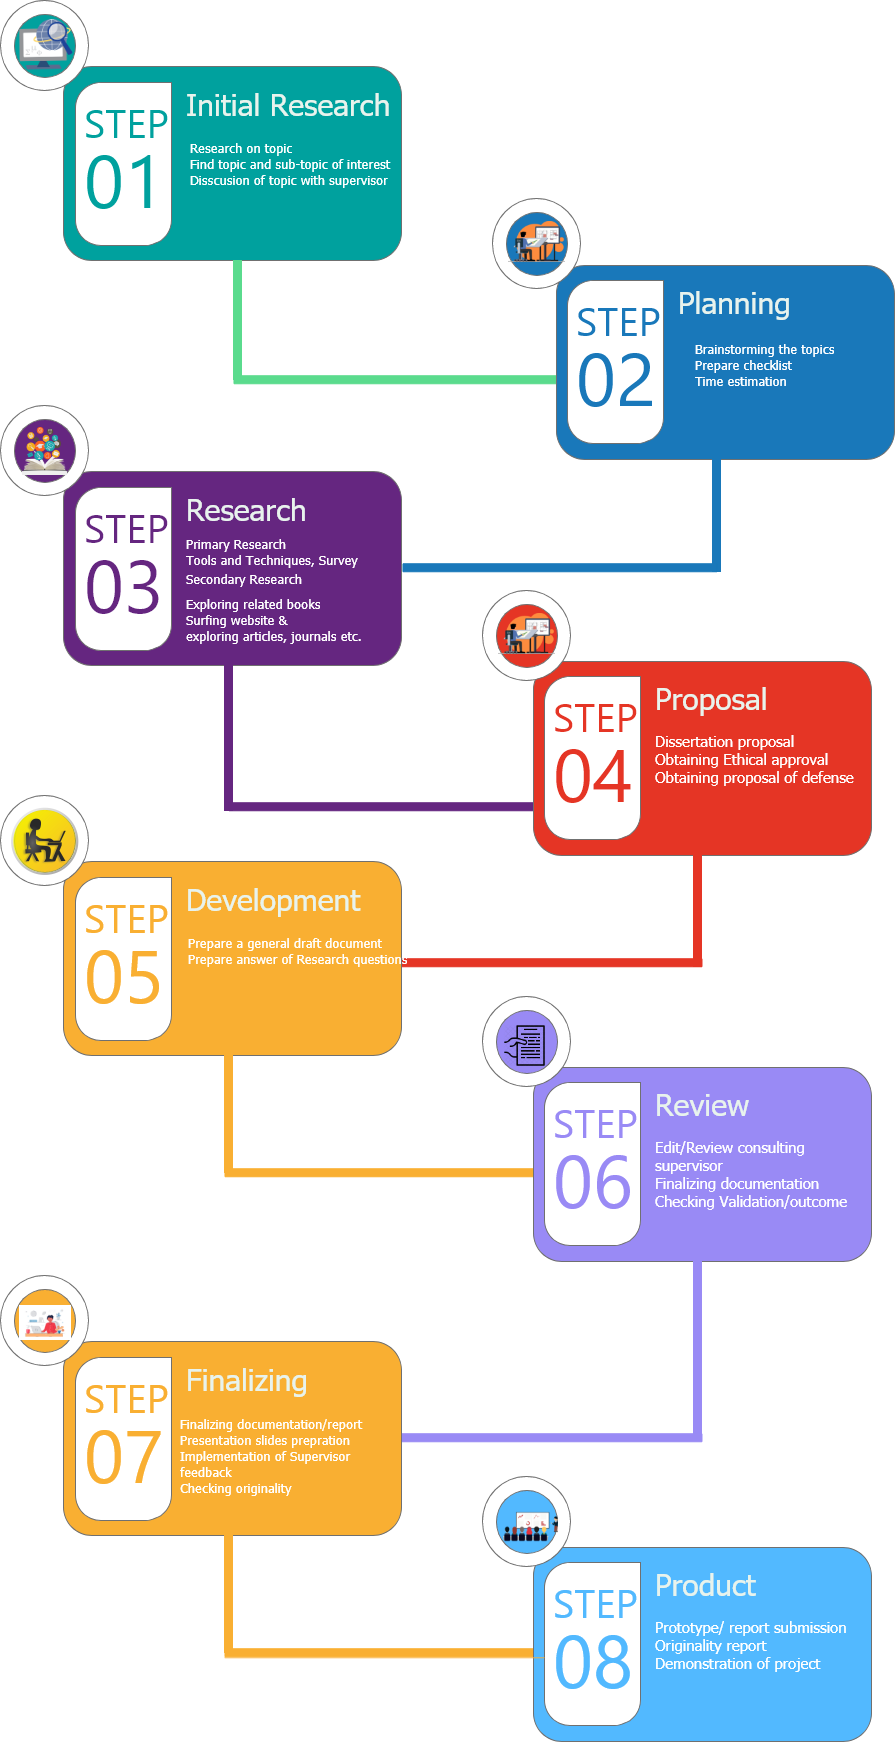 STEP
01
Initial Research
Research on topic
Find topic and sub-topic of interest
Disscusion of topic with supervisor
STEP
02
Planning
Brainstorming the topics
Prepare checklist
Time estimation
STEP
03
Research
Primary Research
Tools and Techniques, Survey
Secondary Research
Exploring related books
Surfing website &
exploring articles, journals etc.
STEP
04
Proposal
Dissertation proposal
Obtaining Ethical approval
Obtaining proposal of defense
STEP
05
Development
Prepare a general draft document
Prepare answer of Research questions
STEP
06
Review
Edit/Review consulting
supervisor
Finalizing documentation
Checking Validation/outcome
STEP
07
Finalizing
Finalizing documentation/report
Presentation slides prepration
Implementation of Supervisor
feedback
Checking originality
STEP
08
Product
Prototype/ report submission
Originality report
Demonstration of project